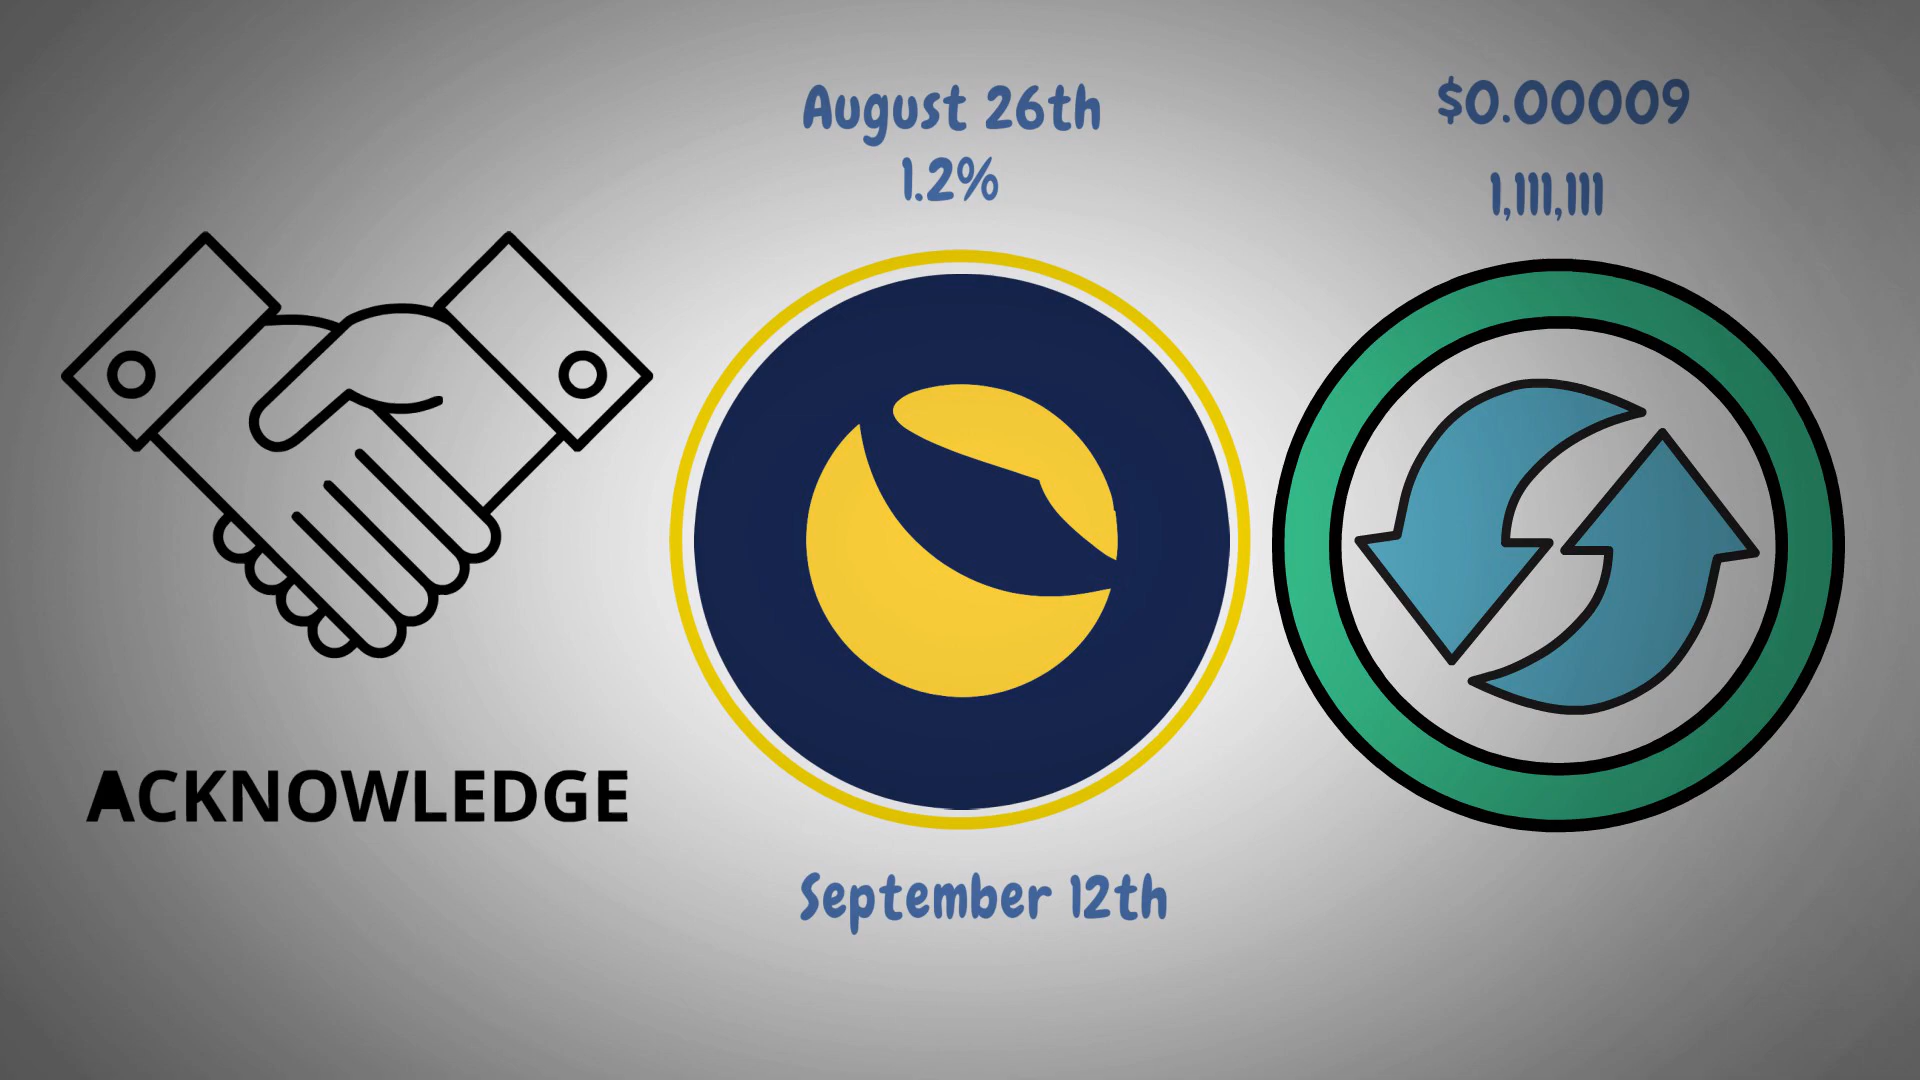 August 26th
1.2%
$0.00009
1,111,111
ACKNOWLEDGE
September 12th